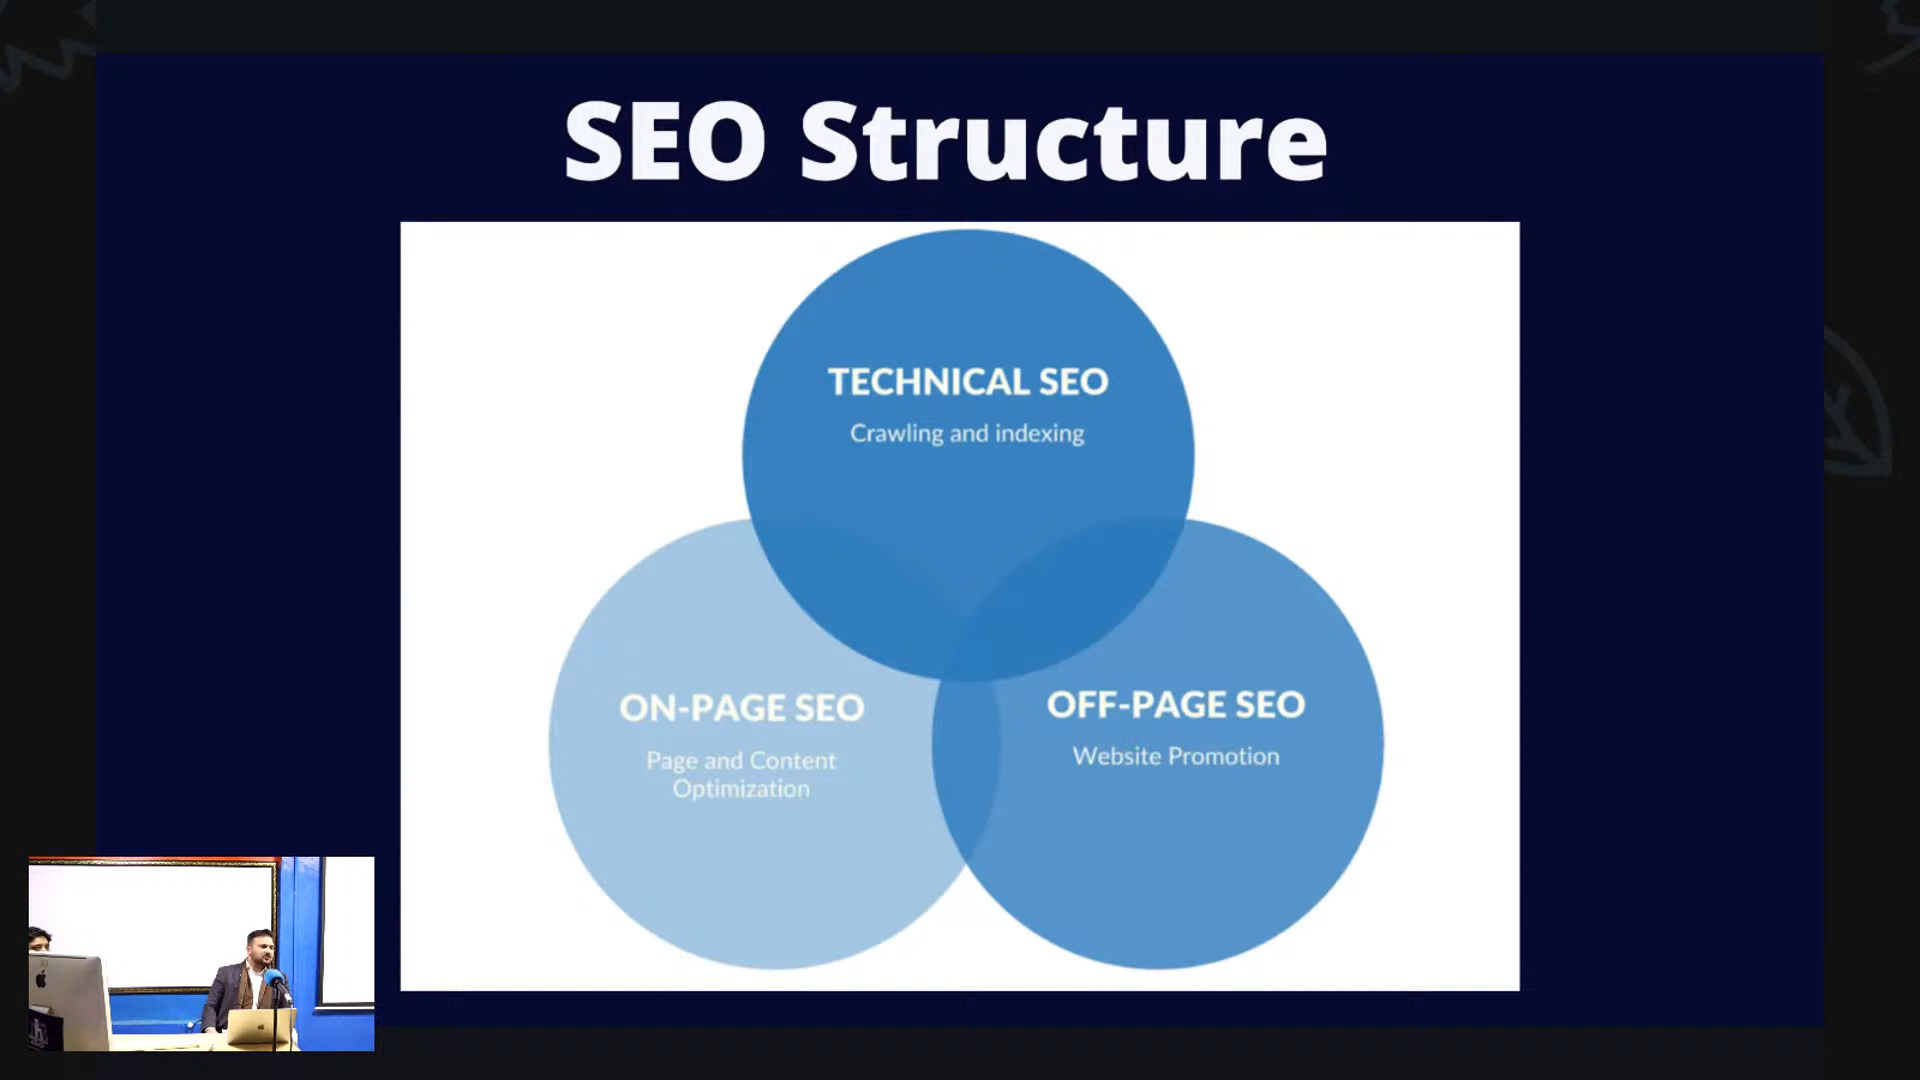 SEO Structure
TECHNICAL SEO
Crawling and indexing
ON-PAGE SEO
Page and Content
Optimization
OFF-PAGE SEO
Website Promotion